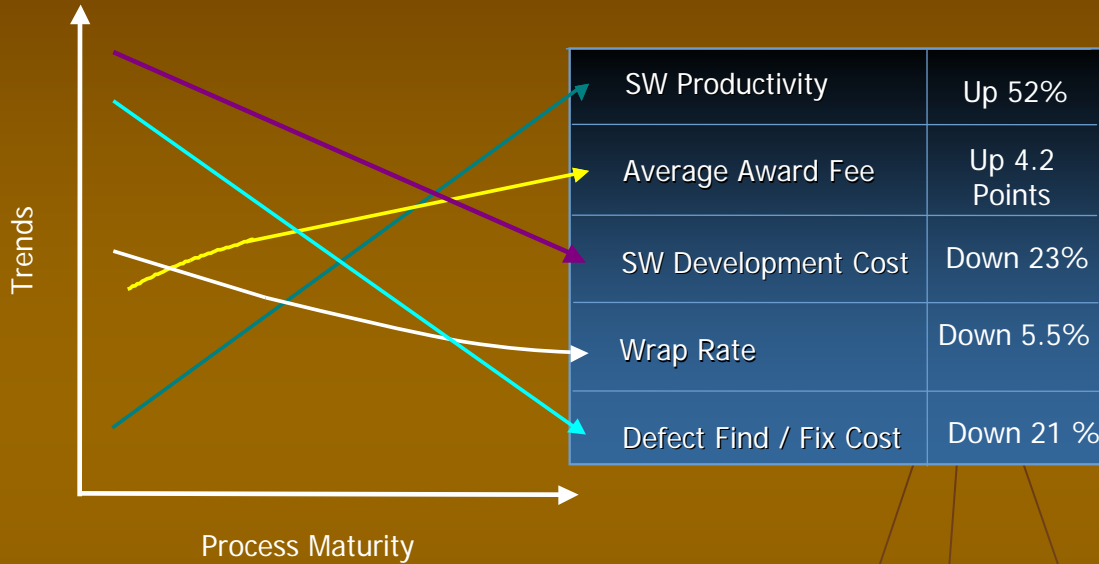 Trends
SW Productivity
Up 52%
Average Award Fee
Up 4.2
Points
SW Development Cost
Down 23%
Wrap Rate
Down 5.5%
Defect Find / Fix Cost
Down 21 %
Process Maturity